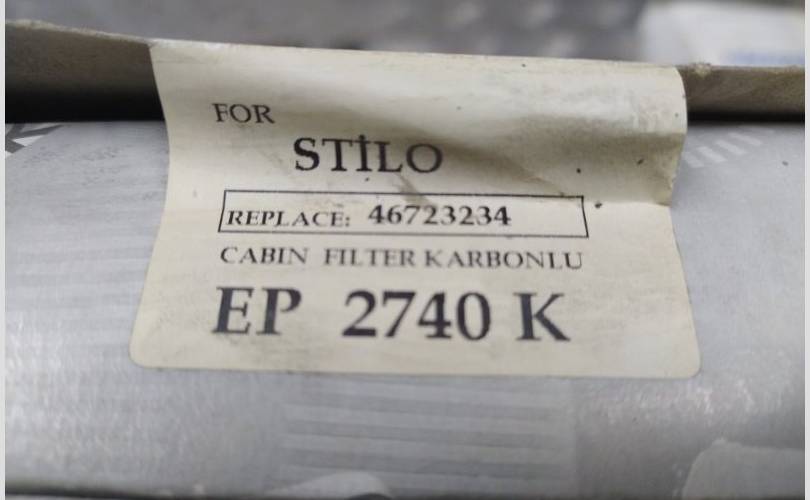 FOR
STİLO
REPLACE: 46723234
CABIN FILTER KARBONLU
EP 2740 K